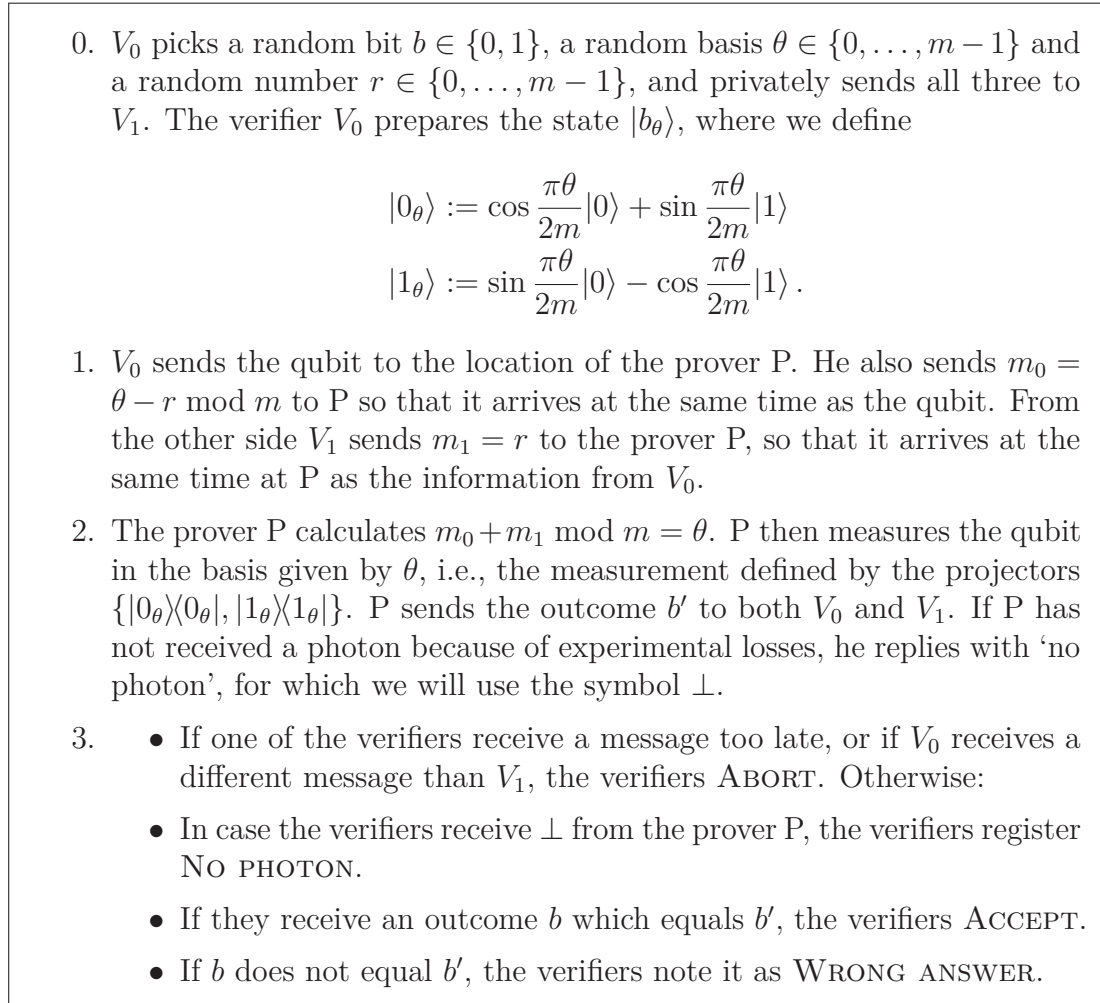 0. V₀ picks a random bit b ∈ {0, 1}, a random basis θ ∈ {0, . . . , m − 1} and
a random number r ∈ {0, . . . , m − 1}, and privately sends all three to
V₁. The verifier V₀ prepares the state |b_θ⟩, where we define
|0_θ⟩ := cos πθ/2m |0⟩ + sin πθ/2m |1⟩
|1_θ⟩ := sin πθ/2m |0⟩ − cos πθ/2m |1⟩ .
1. V₀ sends the qubit to the location of the prover P. He also sends m₀ =
θ − r mod m to P so that it arrives at the same time as the qubit. From
the other side V₁ sends m₁ = r to the prover P, so that it arrives at the
same time at P as the information from V₀.
2. The prover P calculates m₀ + m₁ mod m = θ. P then measures the qubit
in the basis given by θ, i.e., the measurement defined by the projectors
{|0_θ⟩⟨0_θ|, |1_θ⟩⟨1_θ|}. P sends the outcome b′ to both V₀ and V₁. If P has
not received a photon because of experimental losses, he replies with ‘no
photon’, for which we will use the symbol ⊥.
3. • If one of the verifiers receive a message too late, or if V₀ receives a
different message than V₁, the verifiers ABORT. Otherwise:
• In case the verifiers receive ⊥ from the prover P, the verifiers register
NO PHOTON.
• If they receive an outcome b which equals b′, the verifiers ACCEPT.
• If b does not equal b′, the verifiers note it as WRONG ANSWER.